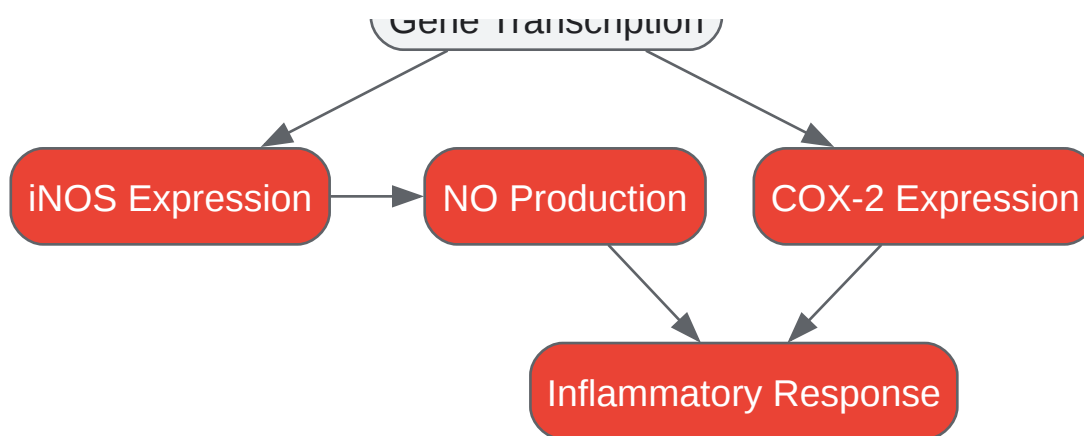 Gene Transcription
iNOS Expression
NO Production
COX-2 Expression
Inflammatory Response